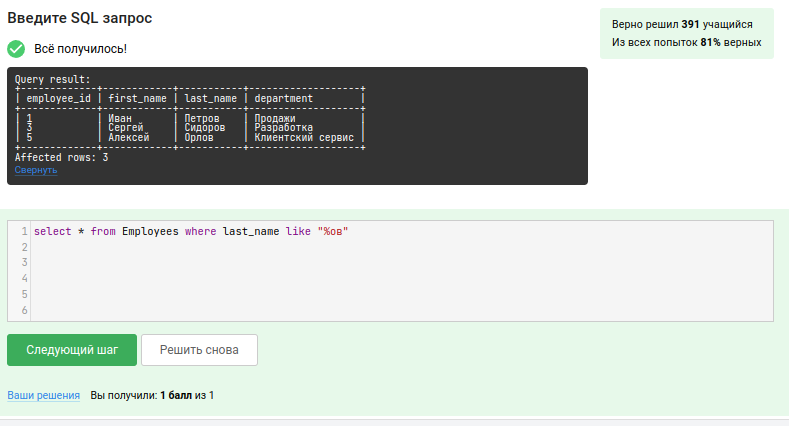 Введите SQL запрос
Верно решил 391 учащийся
Из всех попыток 81% верных
Всё получилось!
Query result:
+-------------+------------+-----------+-------------------+
| employee_id | first_name | last_name | department        |
+-------------+------------+-----------+-------------------+
| 1           | Иван       | Петров    | Продажи           |
| 3           | Сергей     | Сидоров   | Разработка        |
| 5           | Алексей    | Орлов     | Клиентский сервис |
+-------------+------------+-----------+-------------------+
Affected rows: 3
Свернуть
1 select * from Employees where last_name like "%ов"
2
3
4
5
6
Следующий шаг
Решить снова
Ваши решения Вы получили: 1 балл из 1